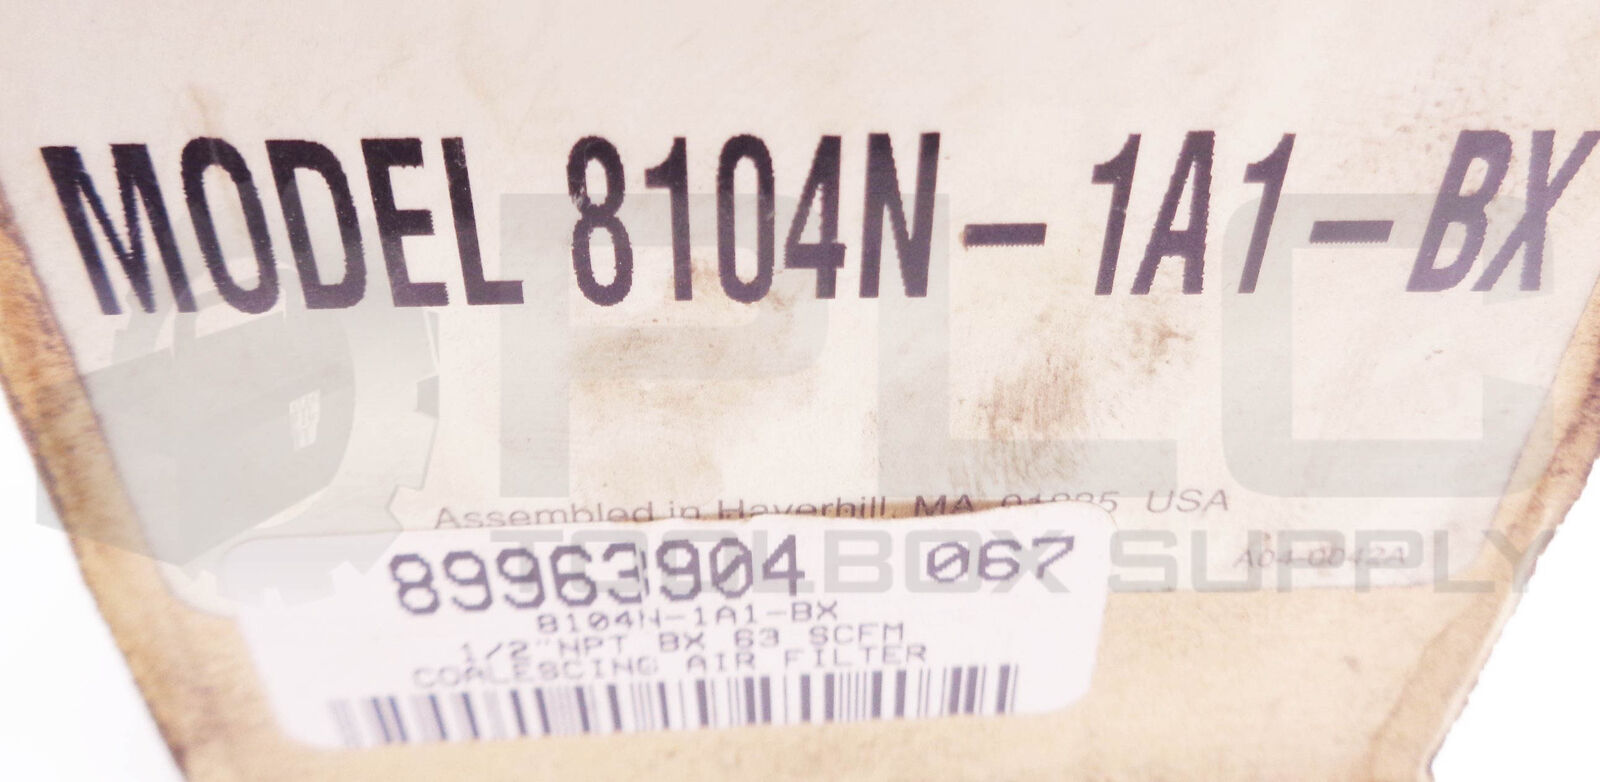 MODEL 8104N-1A1-BX
Assembled in Haverhill, MA 01835 USA
A04-0042A
89963904 067
8104N-1A1-BX
1/2"NPT BX 63 SCFM
COALESCING AIR FILTER
PLC
TOOLBOX SUPPLY